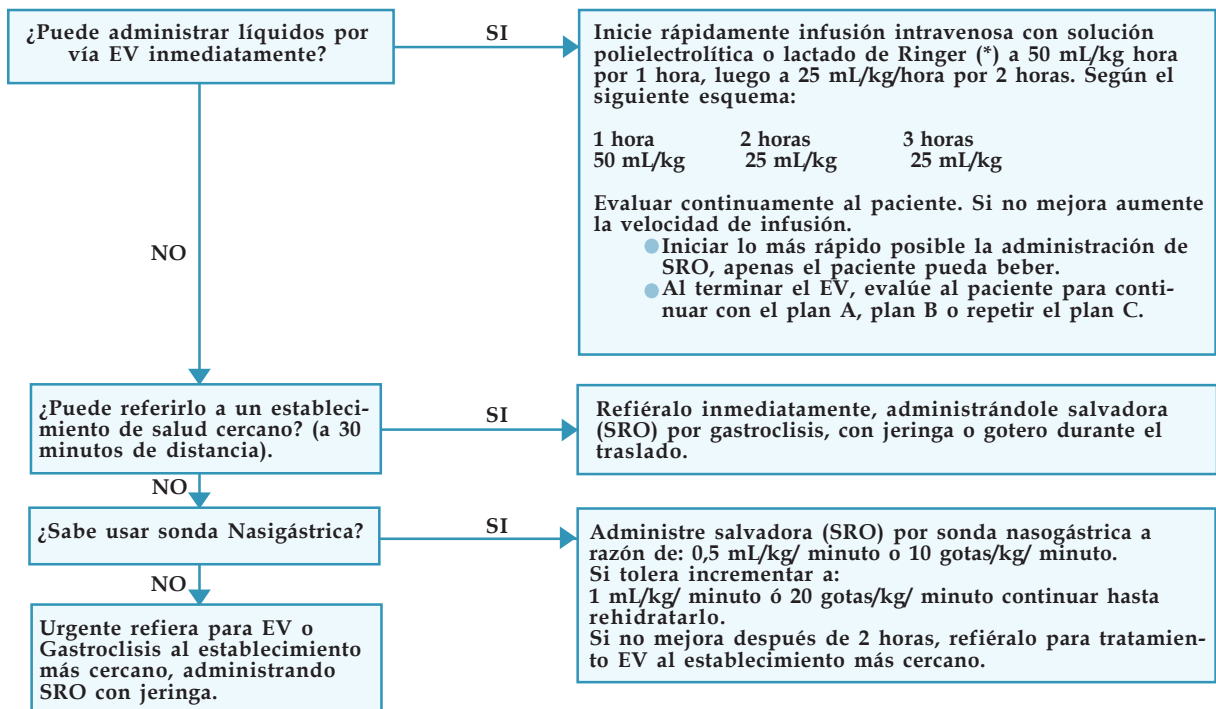 ¿Puede administrar líquidos por
vía EV inmediatamente?
SI
Inicie rápidamente infusión intravenosa con solución
polielectrolítica o lactado de Ringer (*) a 50 mL/kg hora
por 1 hora, luego a 25 mL/kg/hora por 2 horas. Según el
siguiente esquema:
1 hora 2 horas 3 horas
50 mL/kg 25 mL/kg 25 mL/kg
Evaluar continuamente al paciente. Si no mejora aumente
la velocidad de infusión.
Iniciar lo más rápido posible la administración de
SRO, apenas el paciente pueda beber.
Al terminar el EV, evalúe al paciente para conti-
nuar con el plan A, plan B o repetir el plan C.
NO
¿Puede referirlo a un estableci-
miento de salud cercano? (a 30
minutos de distancia).
SI
Refiéralo inmediatamente, administrándole salvadora
(SRO) por gastroclisis, con jeringa o gotero durante el
traslado.
NO
¿Sabe usar sonda Nasigástrica?
SI
Administre salvadora (SRO) por sonda nasogástrica a
razón de: 0,5 mL/kg/ minuto o 10 gotas/kg/ minuto.
Si tolera incrementar a:
1 mL/kg/ minuto ó 20 gotas/kg/ minuto continuar hasta
rehidratarlo.
Si no mejora después de 2 horas, refiéralo para tratamien-
to EV al establecimiento más cercano.
NO
Urgente refiera para EV o
Gastroclisis al establecimiento
más cercano, administrando
SRO con jeringa.